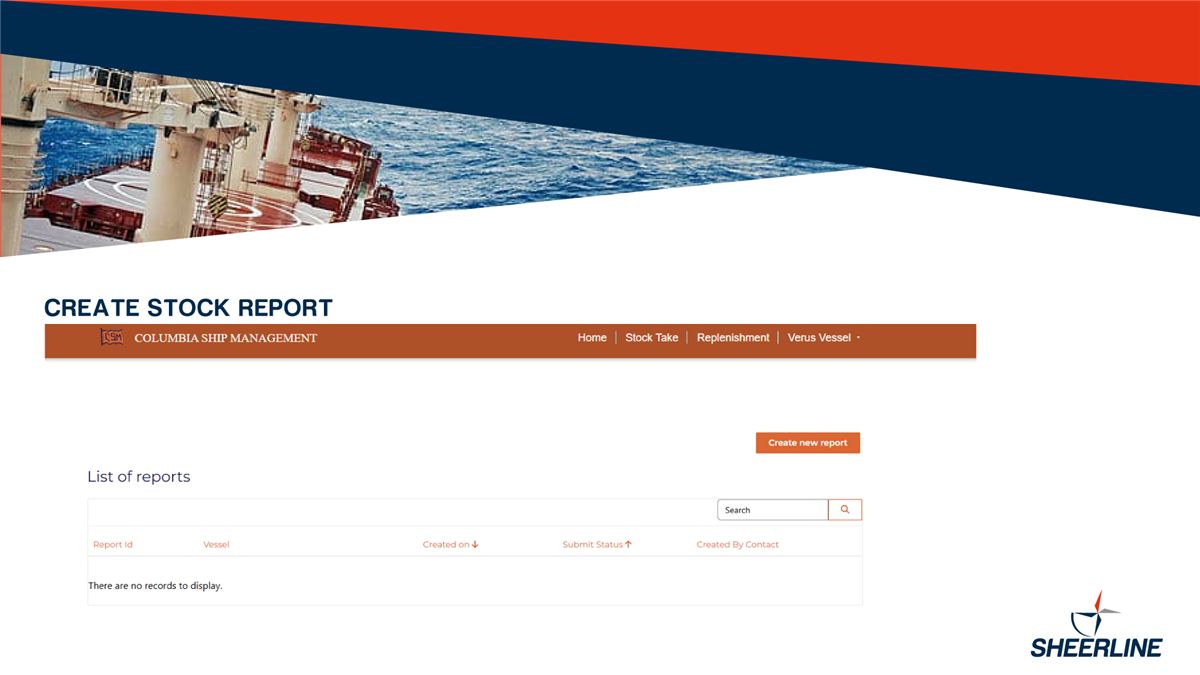 CREATE STOCK REPORT
CSM COLUMBIA SHIP MANAGEMENT Home Stock Take Replenishment Verus Vessel
Create new report
List of reports
Search
Report Id Vessel Created on Submit Status Created By Contact
There are no records to display.
SHEERLINE